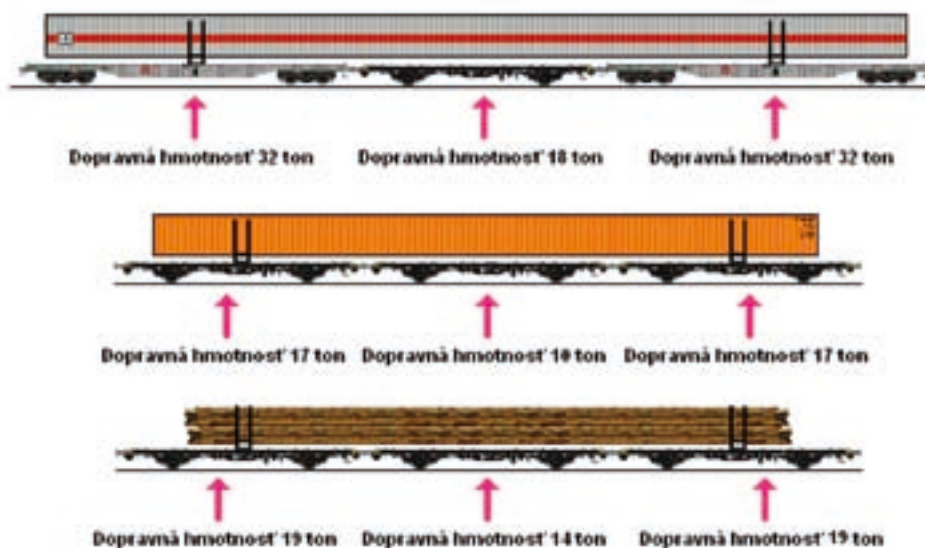 Dopravná hmotnosť 32 ton Dopravná hmotnosť 18 ton Dopravná hmotnosť 32 ton
Dopravná hmotnosť 17 ton Dopravná hmotnosť 10 ton Dopravná hmotnosť 17 ton
Dopravná hmotnosť 19 ton Dopravná hmotnosť 14 ton Dopravná hmotnosť 19 ton